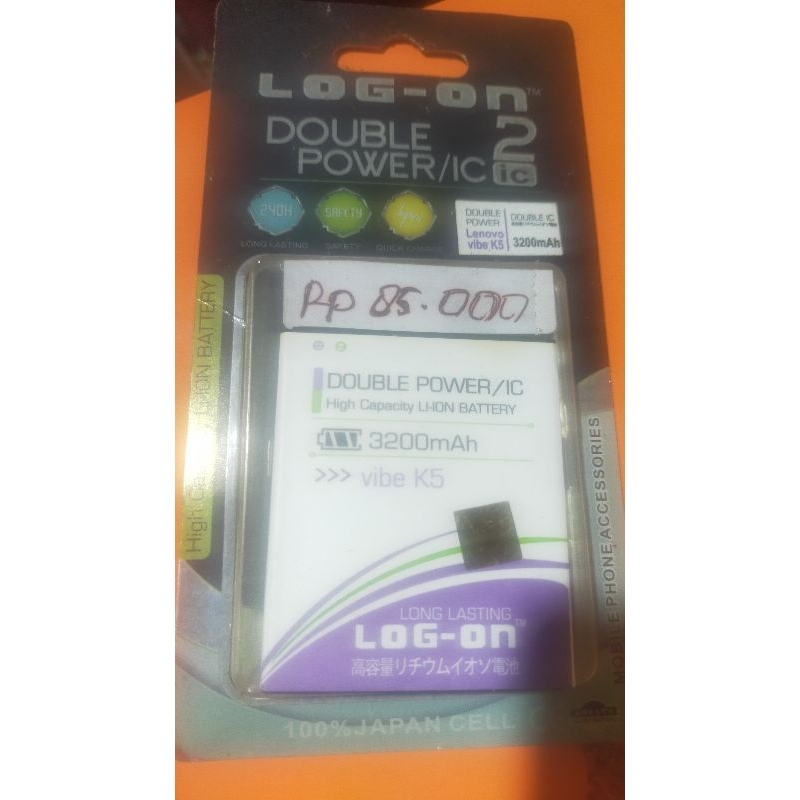 LOG-ON™
DOUBLE
POWER/IC
2
ic
240H
SAFETY
LONG LASTING
SAFETY
QUICK CHARGE
DOUBLE
POWER
Lenovo
vibe K5
DOUBLE IC
3200mAh
High Ca LI-ION BATTERY
Rp 85.000
DOUBLE POWER/IC
High Capacity LI-ION BATTERY
3200mAh
>>> vibe K5
LONG LASTING
LOG-ON™
高容量リチウムイオソ電池
MOBILE PHONE ACCESSORIES
100% JAPAN CELL